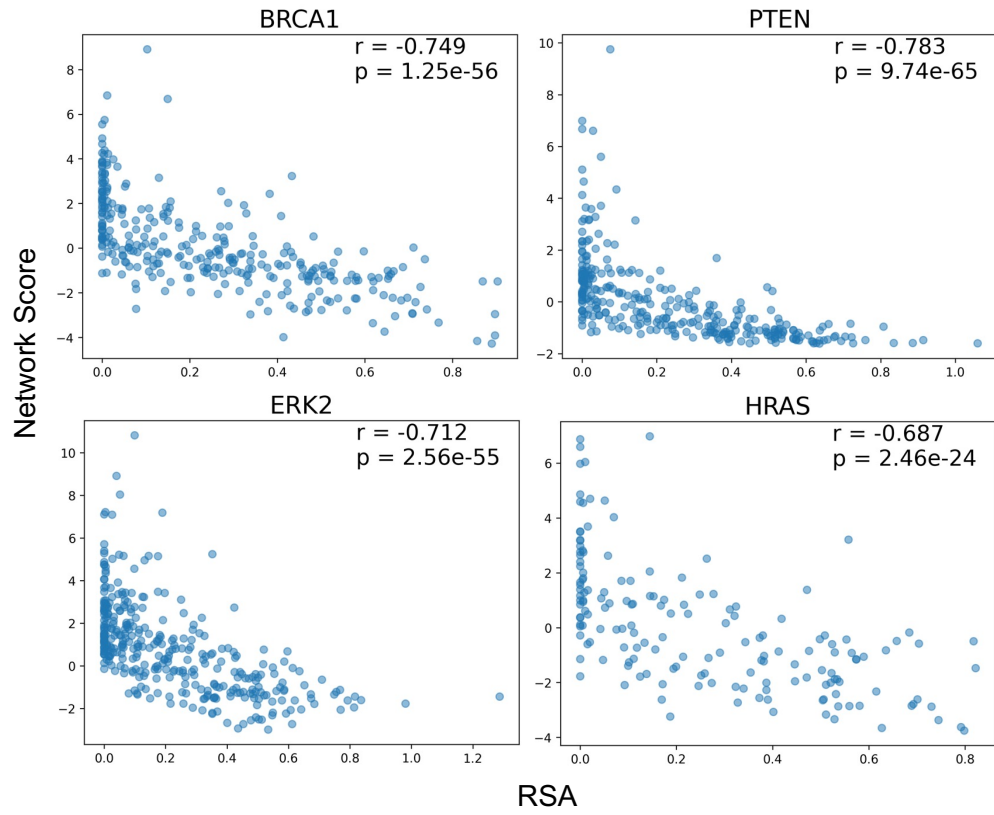 BRCA1
r = -0.749
p = 1.25e-56
8
6
4
2
0
−2
−4
0.0 0.2 0.4 0.6 0.8
PTEN
r = -0.783
p = 9.74e-65
10
8
6
4
2
0
−2
0.0 0.2 0.4 0.6 0.8 1.0
Network Score
ERK2
r = -0.712
p = 2.56e-55
10
8
6
4
2
0
−2
0.0 0.2 0.4 0.6 0.8 1.0 1.2
HRAS
r = -0.687
p = 2.46e-24
6
4
2
0
−2
−4
0.0 0.2 0.4 0.6 0.8
RSA